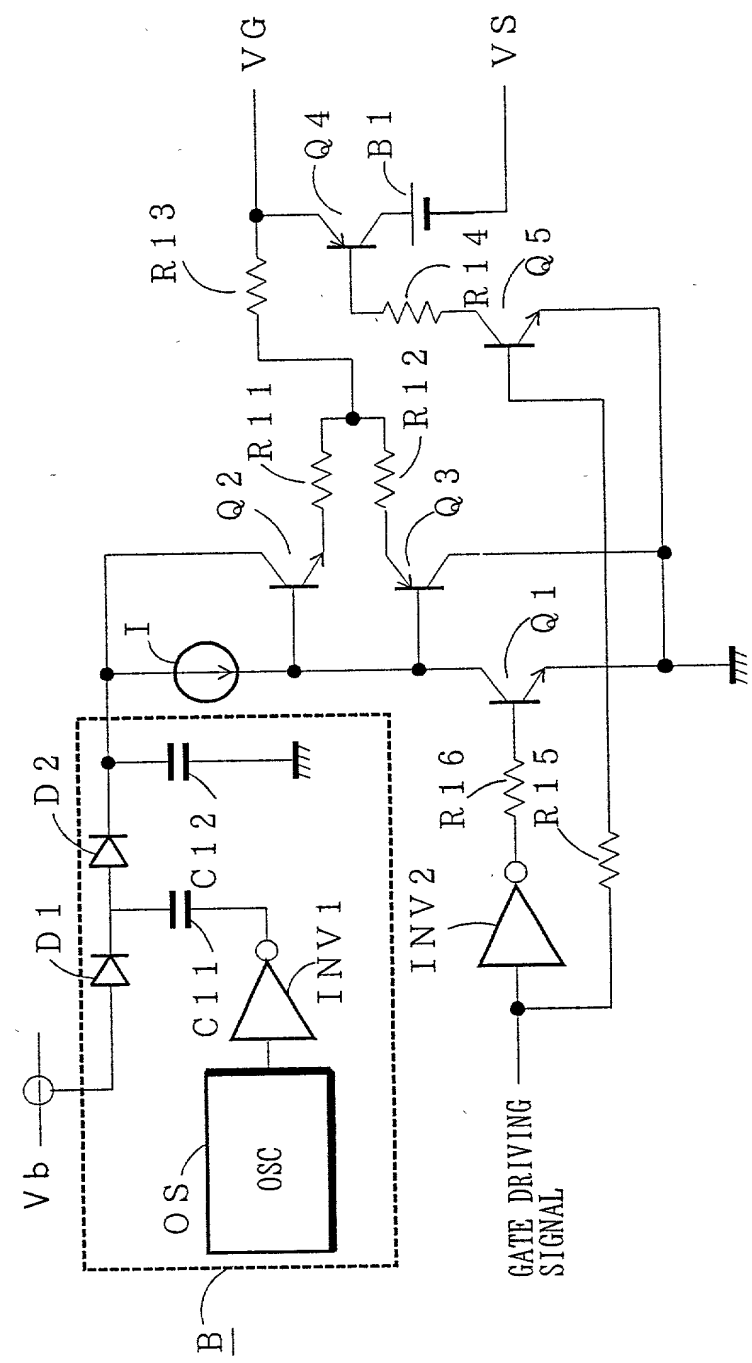 Vb
D1
D2
I
Q2
R11
R13
VG
Q4
B1
VS
B
OS
OSC
INV1
C11
C12
Q3
R12
R14
Q5
Q1
R16
R15
INV2
GATE DRIVING
SIGNAL